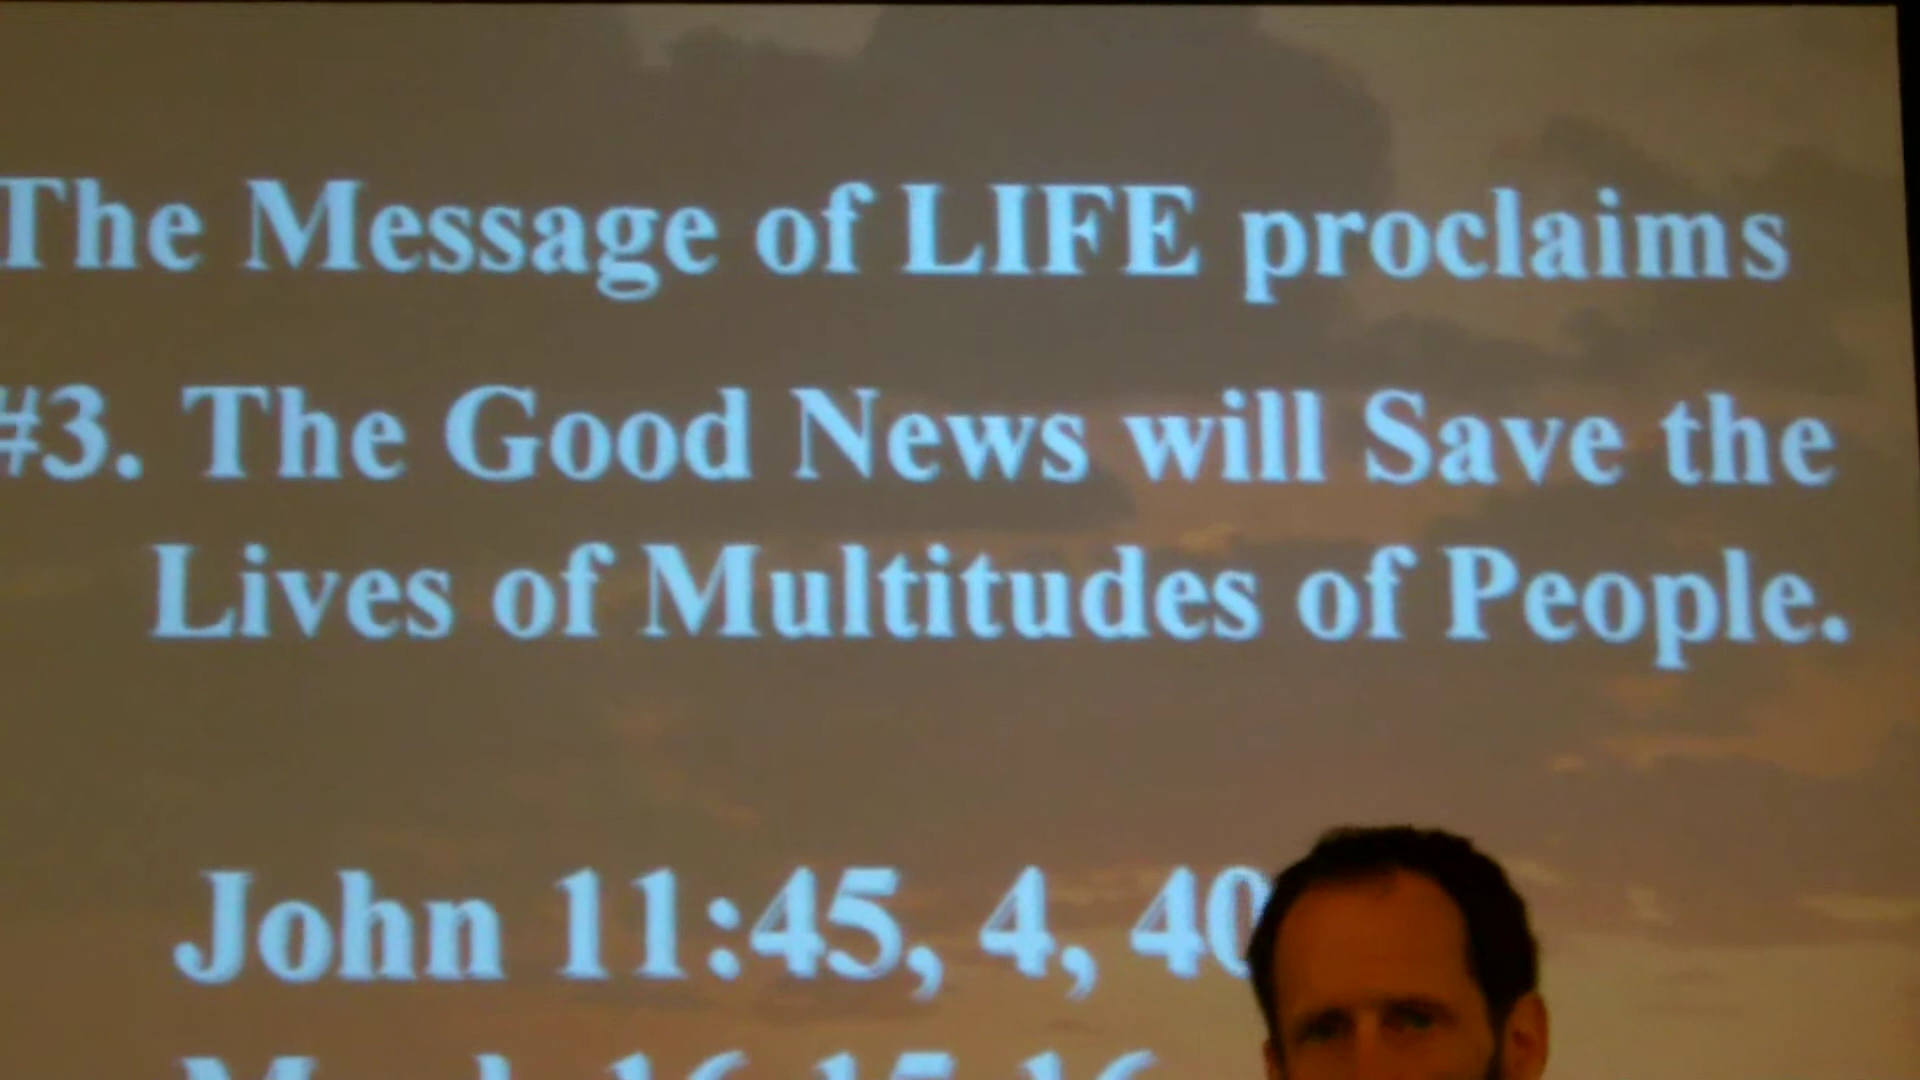 The Message of LIFE proclaims
#3. The Good News will Save the
Lives of Multitudes of People.
John 11:45, 4, 40